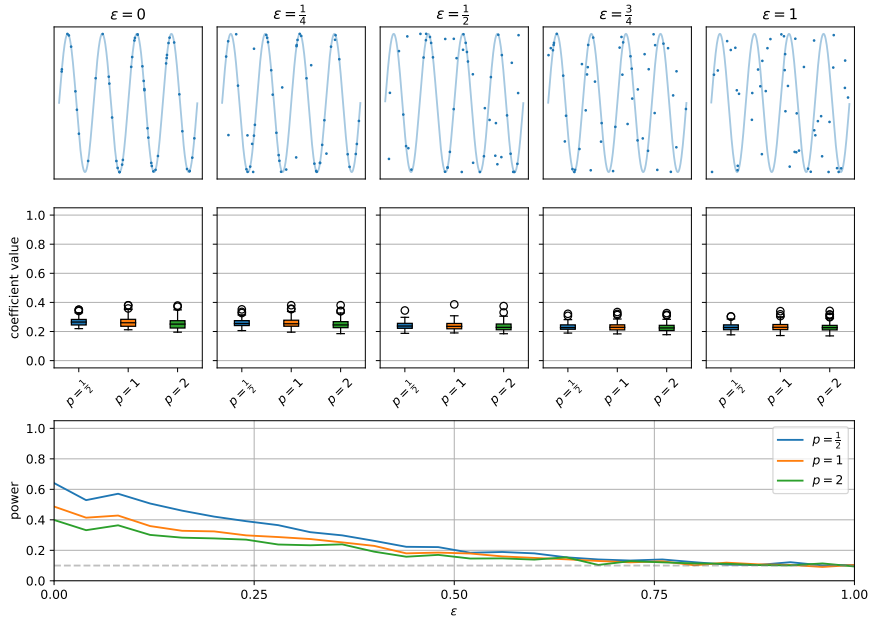 ε = 0
ε = 1/4
ε = 1/2
ε = 3/4
ε = 1
coefficient value
1.0
0.8
0.6
0.4
0.2
0.0
p = 1/2
p = 1
p = 2
p = 1/2
p = 1
p = 2
p = 1/2
p = 1
p = 2
p = 1/2
p = 1
p = 2
p = 1/2
p = 1
p = 2
power
1.0
0.8
0.6
0.4
0.2
0.0
p = 1/2
p = 1
p = 2
0.00
0.25
0.50
0.75
1.00
ε